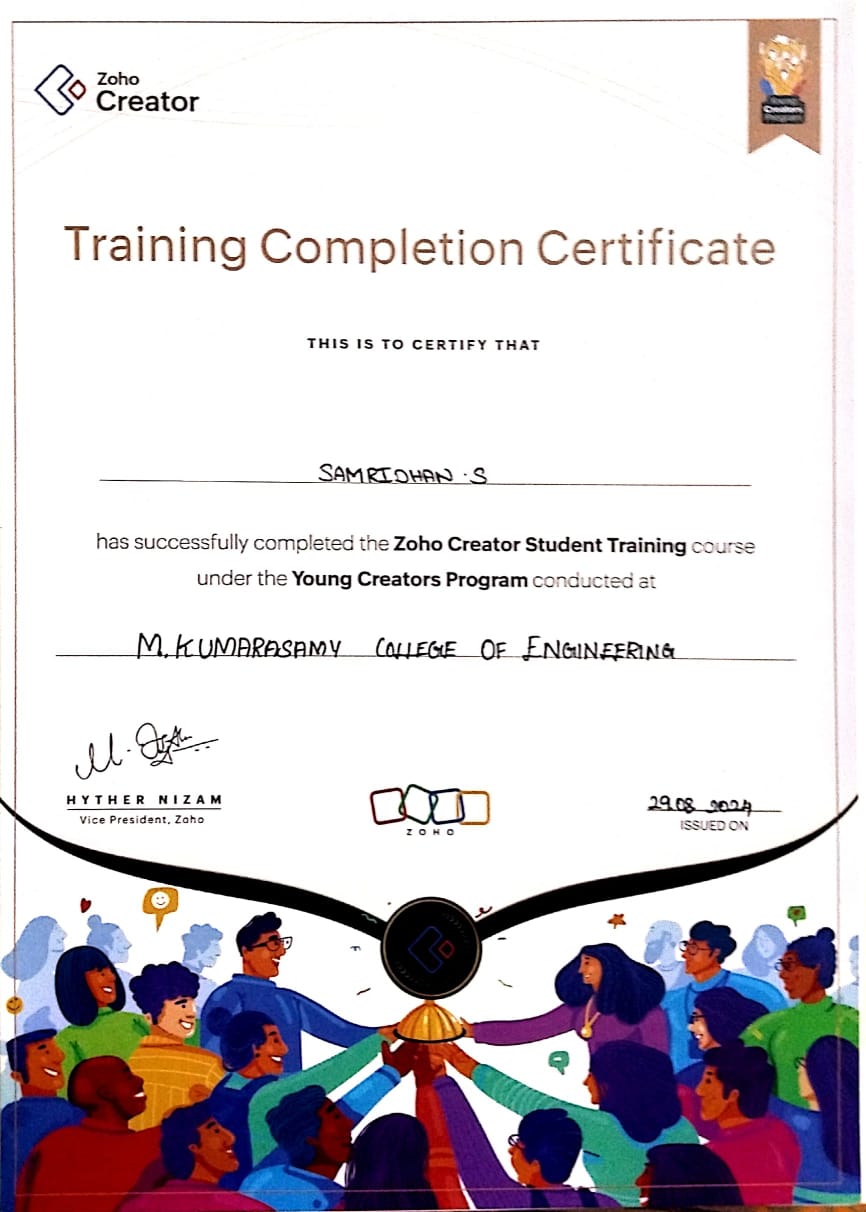 Zoho
Creator
Young
Creators
Program
Training Completion Certificate
THIS IS TO CERTIFY THAT
SAMRIDHAN .S
has successfully completed the Zoho Creator Student Training course
under the Young Creators Program conducted at
M.KUMARASAMY COLLEGE OF ENGINEERING
HYTHER NIZAM
Vice President, Zoho
ZOHO
29.08 2024
ISSUED ON